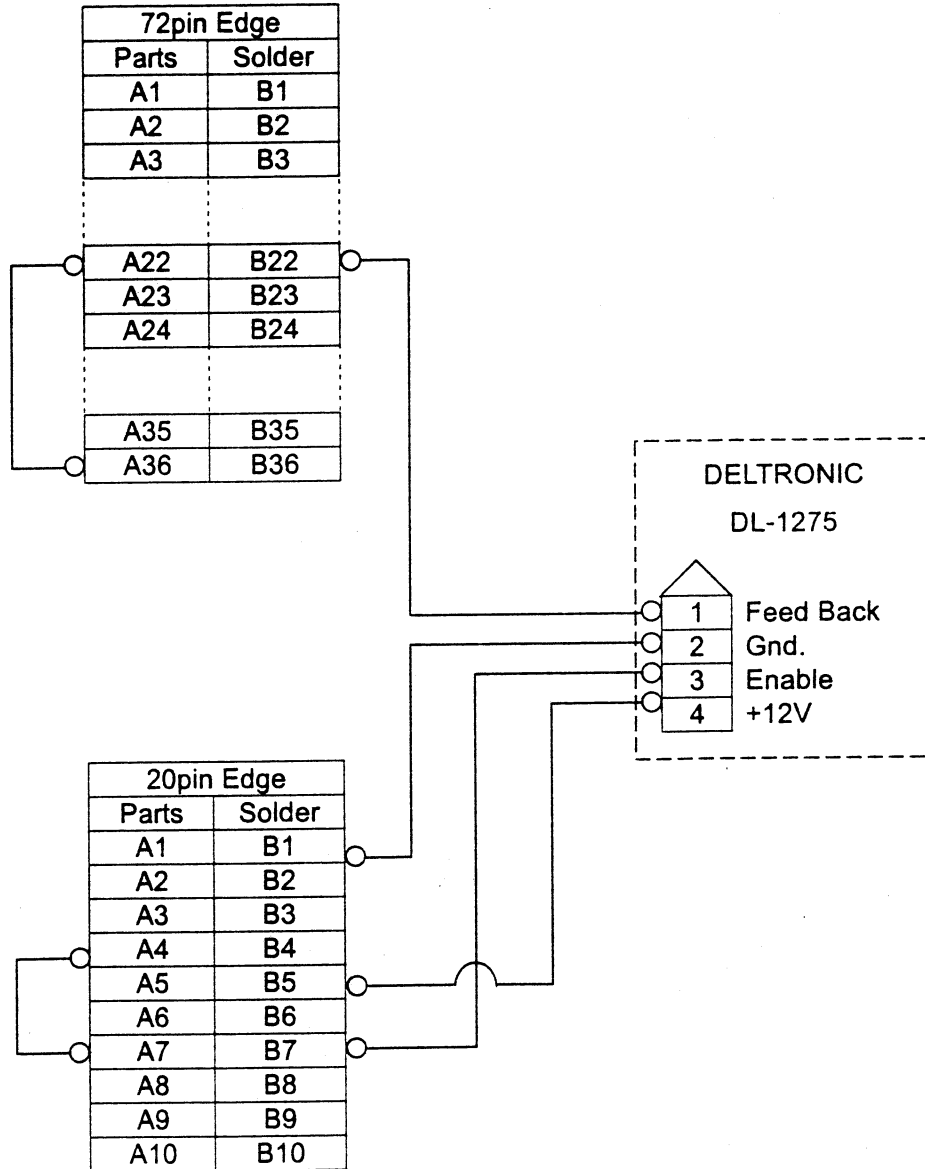 72pin Edge
Parts Solder
A1 B1
A2 B2
A3 B3
A22 B22
A23 B23
A24 B24
A35 B35
A36 B36
DELTRONIC
DL-1275
1 Feed Back
2 Gnd.
3 Enable
4 +12V
20pin Edge
Parts Solder
A1 B1
A2 B2
A3 B3
A4 B4
A5 B5
A6 B6
A7 B7
A8 B8
A9 B9
A10 B10